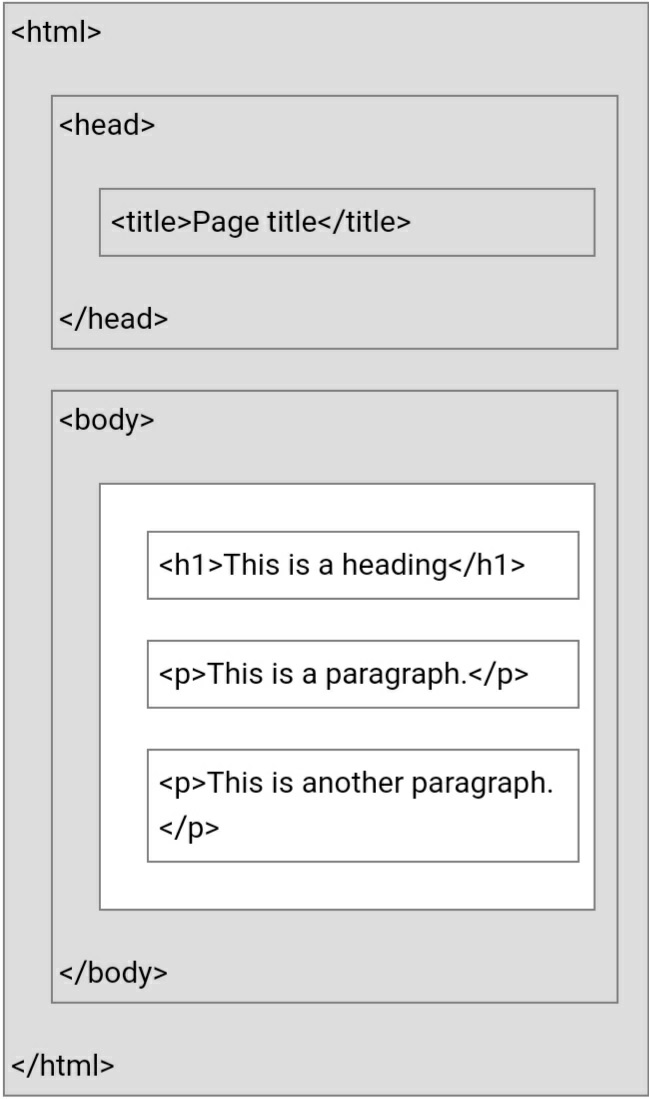 <html>
<head>
<title>Page title</title>
</head>
<body>
<h1>This is a heading</h1>
<p>This is a paragraph.</p>
<p>This is another paragraph.
</p>
</body>
</html>